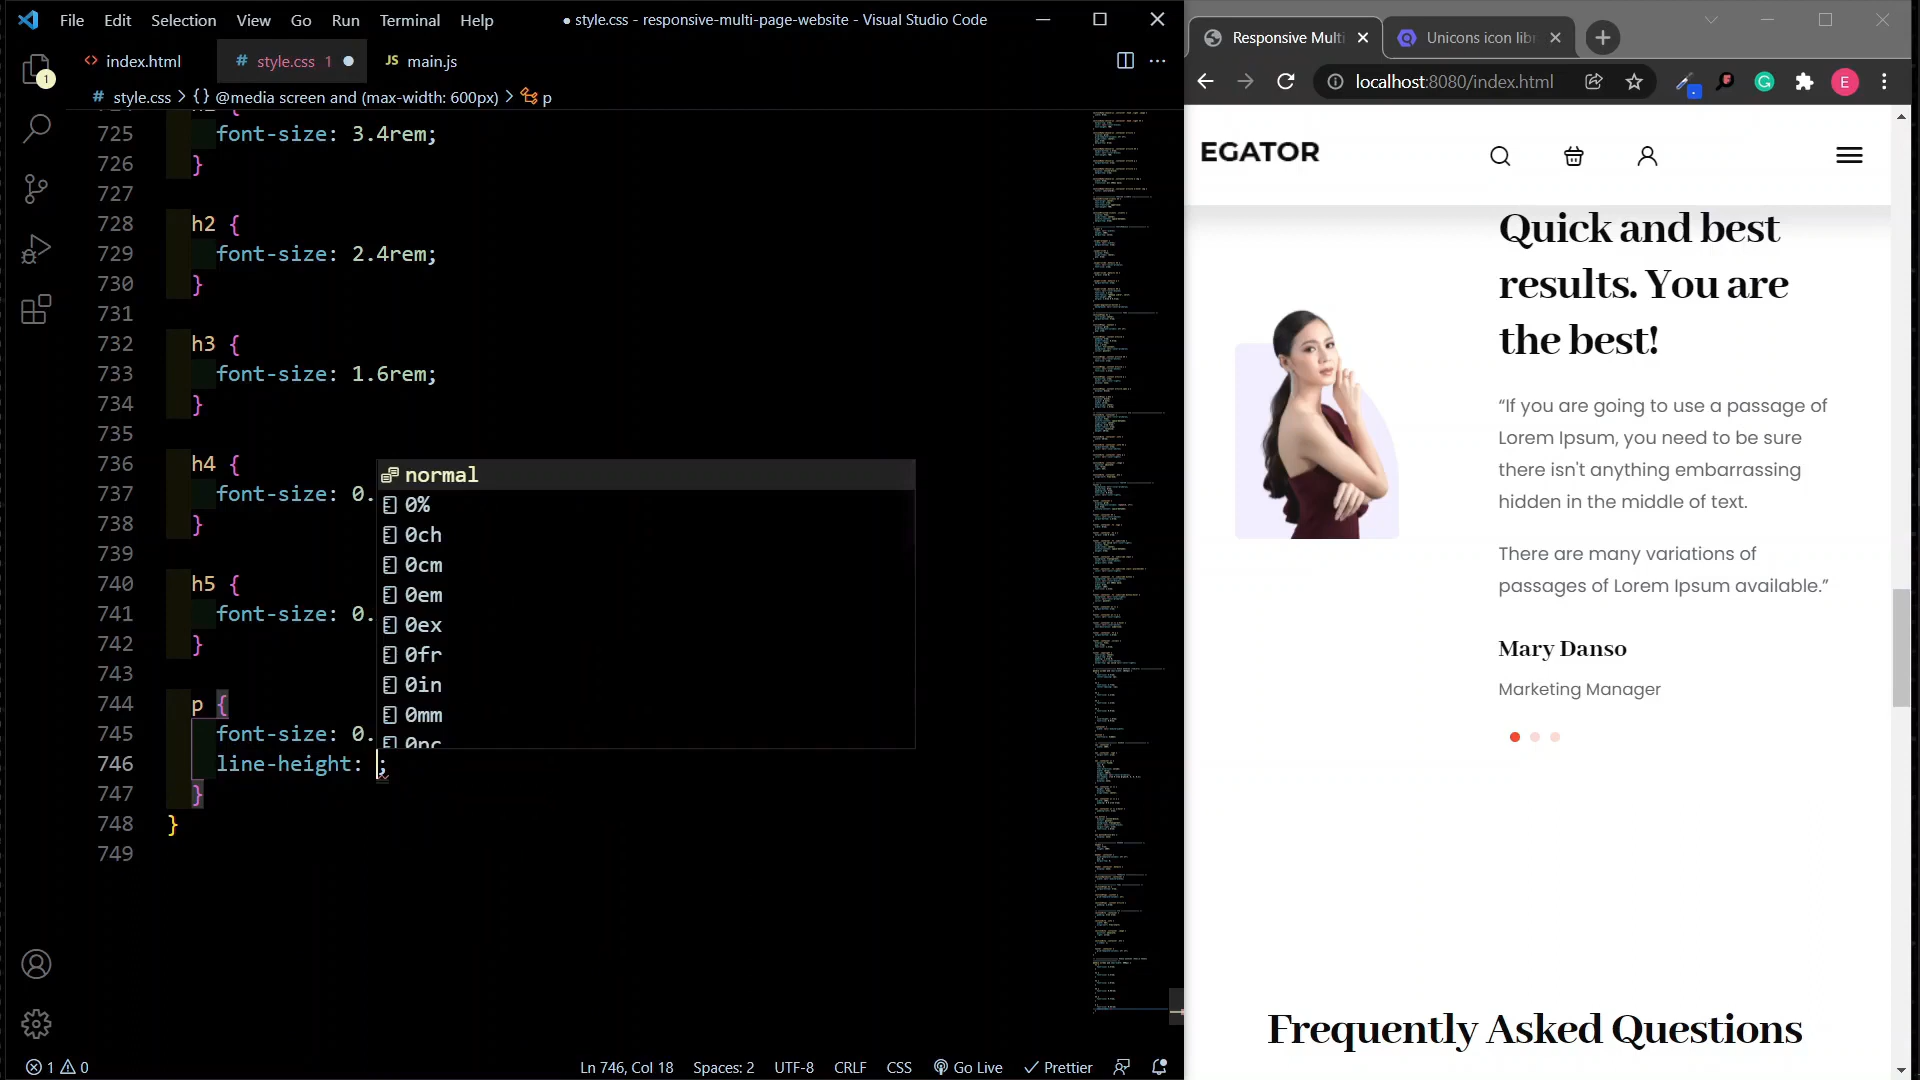 File Edit Selection View Go Run Terminal Help
● style.css - responsive-multi-page-website - Visual Studio Code
<> index.html
# style.css 1 ●
JS main.js
# style.css > {} @media screen and (max-width: 600px) > p
1
725 font-size: 3.4rem;
726 }
727
728 h2 {
729 font-size: 2.4rem;
730 }
731
732 h3 {
733 font-size: 1.6rem;
734 }
735
736 h4 {
737 font-size: 0.
738 }
739
740 h5 {
741 font-size: 0.
742 }
743
744 p {
745 font-size: 0.
746 line-height: ;
747 }
748 }
749
normal
0%
0ch
0cm
0em
0ex
0fr
0in
0mm
0pc
1 0
Ln 746, Col 18 Spaces: 2 UTF-8 CRLF CSS Go Live Prettier
Responsive Multi
Unicons icon libr
localhost:8080/index.html
E
EGATOR
Quick and best
results. You are
the best!
“If you are going to use a passage of
Lorem Ipsum, you need to be sure
there isn't anything embarrassing
hidden in the middle of text.
There are many variations of
passages of Lorem Ipsum available.”
Mary Danso
Marketing Manager
Frequently Asked Questions